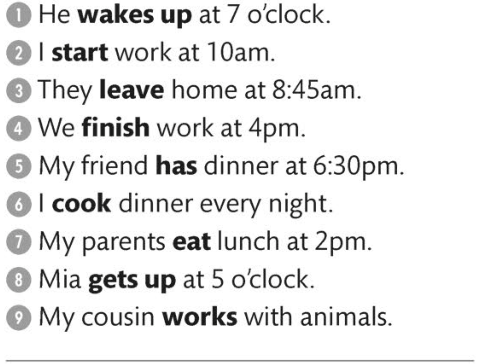 1 He wakes up at 7 o’clock.
2 I start work at 10am.
3 They leave home at 8:45am.
4 We finish work at 4pm.
5 My friend has dinner at 6:30pm.
6 I cook dinner every night.
7 My parents eat lunch at 2pm.
8 Mia gets up at 5 o’clock.
9 My cousin works with animals.